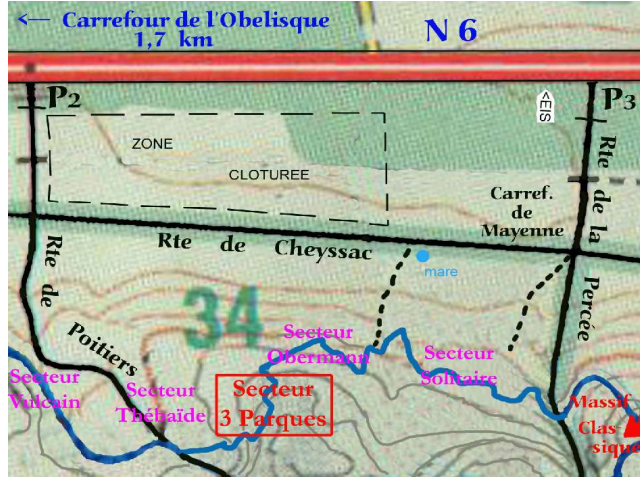 ← Carrefour de l'Obelisque
1,7 km
N 6
P2
P3
<EIS
ZONE
CLOTUREE
Rte de la Percée
Carref.
de
Mayenne
Rte de Cheyssac
mare
Rte de Poitiers
34
Secteur
Obermann
Secteur
Solitaire
Secteur
Vulcain
Secteur
Thébaïde
Secteur
3 Parques
Massif
Clas-
sique